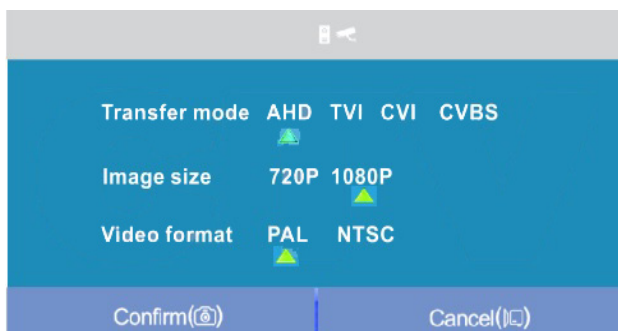 Transfer mode AHD TVI CVI CVBS
Image size 720P 1080P
Video format PAL NTSC
Confirm() Cancel()